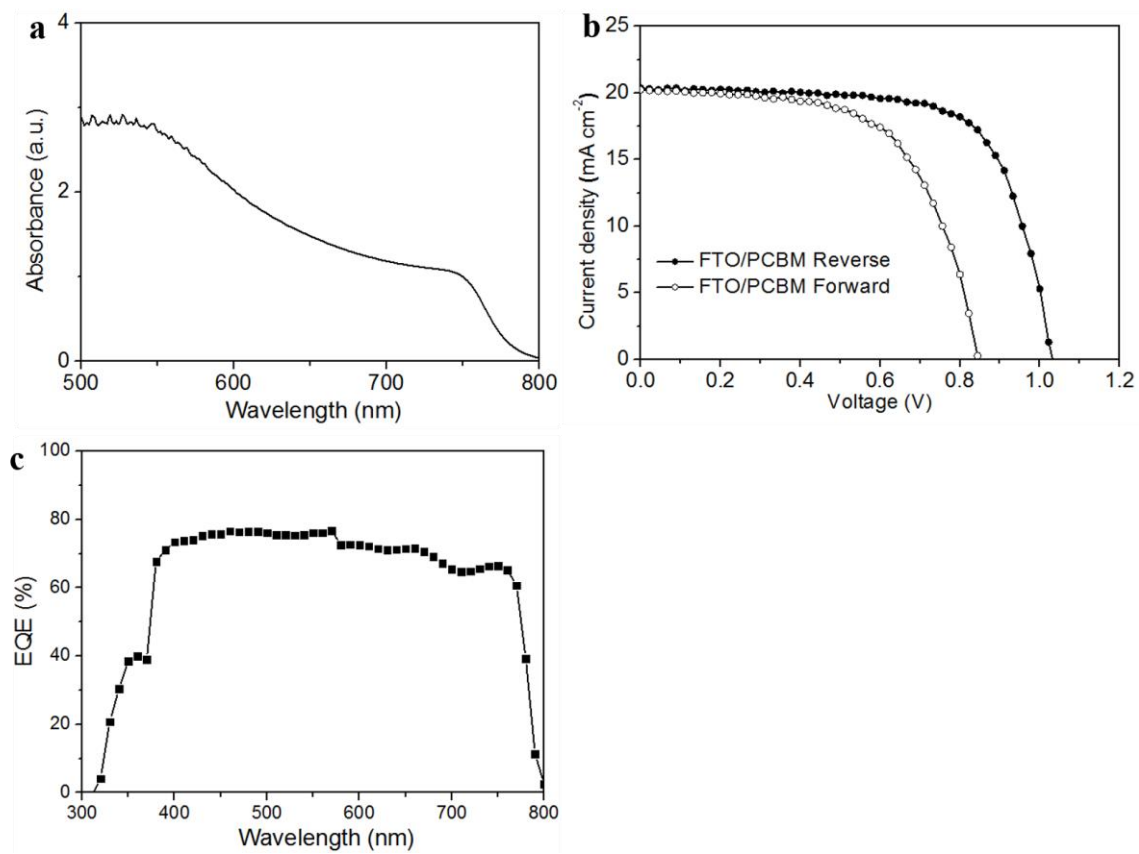 a
Absorbance (a.u.)
4
2
0
500 600 700 800
Wavelength (nm)
b
Current density (mA cm⁻²)
25
20
15
10
5
0
FTO/PCBM Reverse
FTO/PCBM Forward
0.0 0.2 0.4 0.6 0.8 1.0 1.2
Voltage (V)
c
EQE (%)
100
80
60
40
20
0
300 400 500 600 700 800
Wavelength (nm)